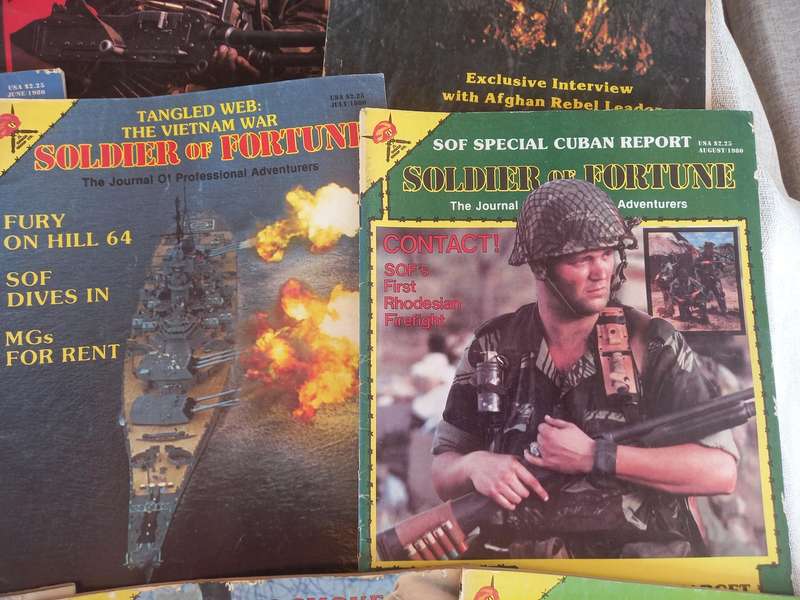 Exclusive Interview
with Afghan Rebel Leader
USA $2.25
JUNE/1980
USA $2.25
JULY/1980
TANGLED WEB:
THE VIETNAM WAR
SOLDIER OF FORTUNE
The Journal Of Professional Adventurers
FURY
ON HILL 64
SOF
DIVES IN
MGs
FOR RENT
SOF SPECIAL CUBAN REPORT
USA $2.25
AUGUST/1980
SOLDIER OF FORTUNE
The Journal Adventurers
CONTACT!
SOF's
First
Rhodesian
Firefight